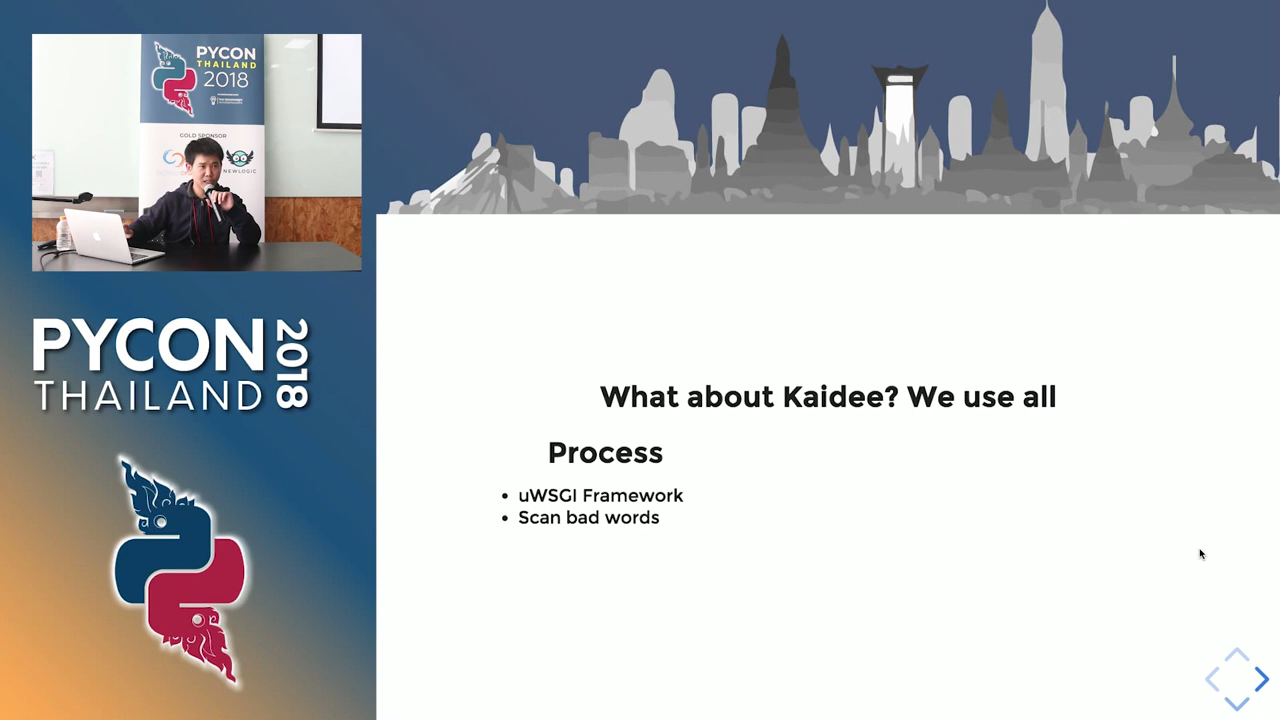 PYCON
THAILAND
2018
GOLD SPONSOR
NEWLOGIC
PYCON 2018
THAILAND
What about Kaidee? We use all
Process
• uWSGI Framework
• Scan bad words